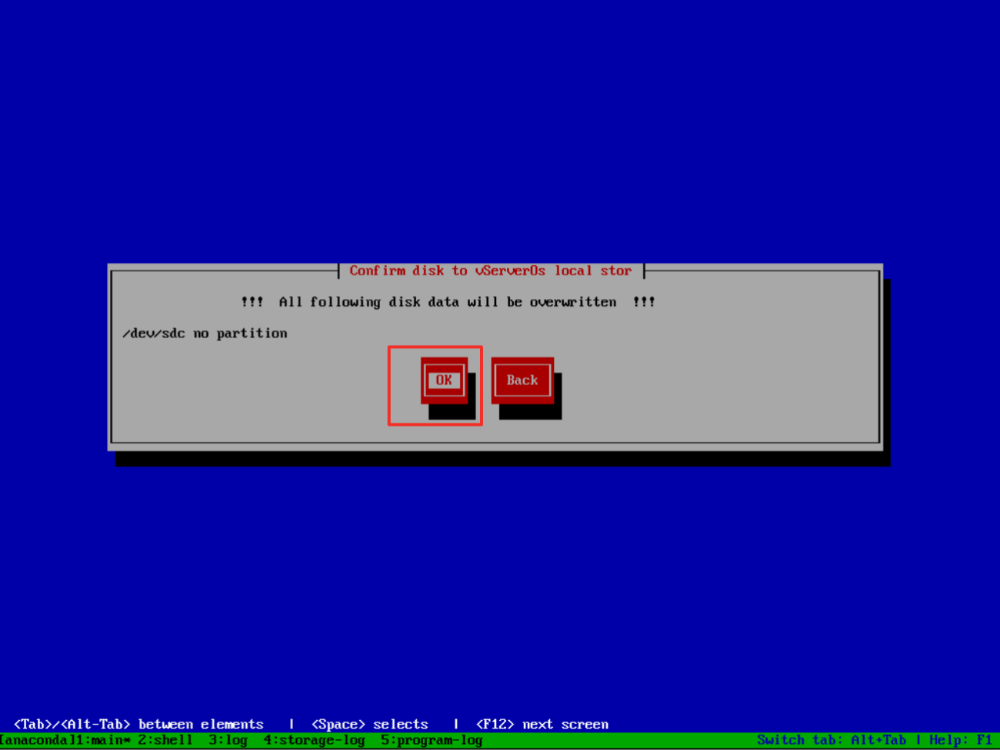 Confirm disk to vServerOs local stor
!!! All following disk data will be overwritten !!!
/dev/sdc no partition
OK Back
<Tab>/<Alt-Tab> between elements | <Space> selects | <F12> next screen
[anaconda]1:main* 2:shell 3:log 4:storage-log 5:program-log Switch tab: Alt+Tab | Help: F1